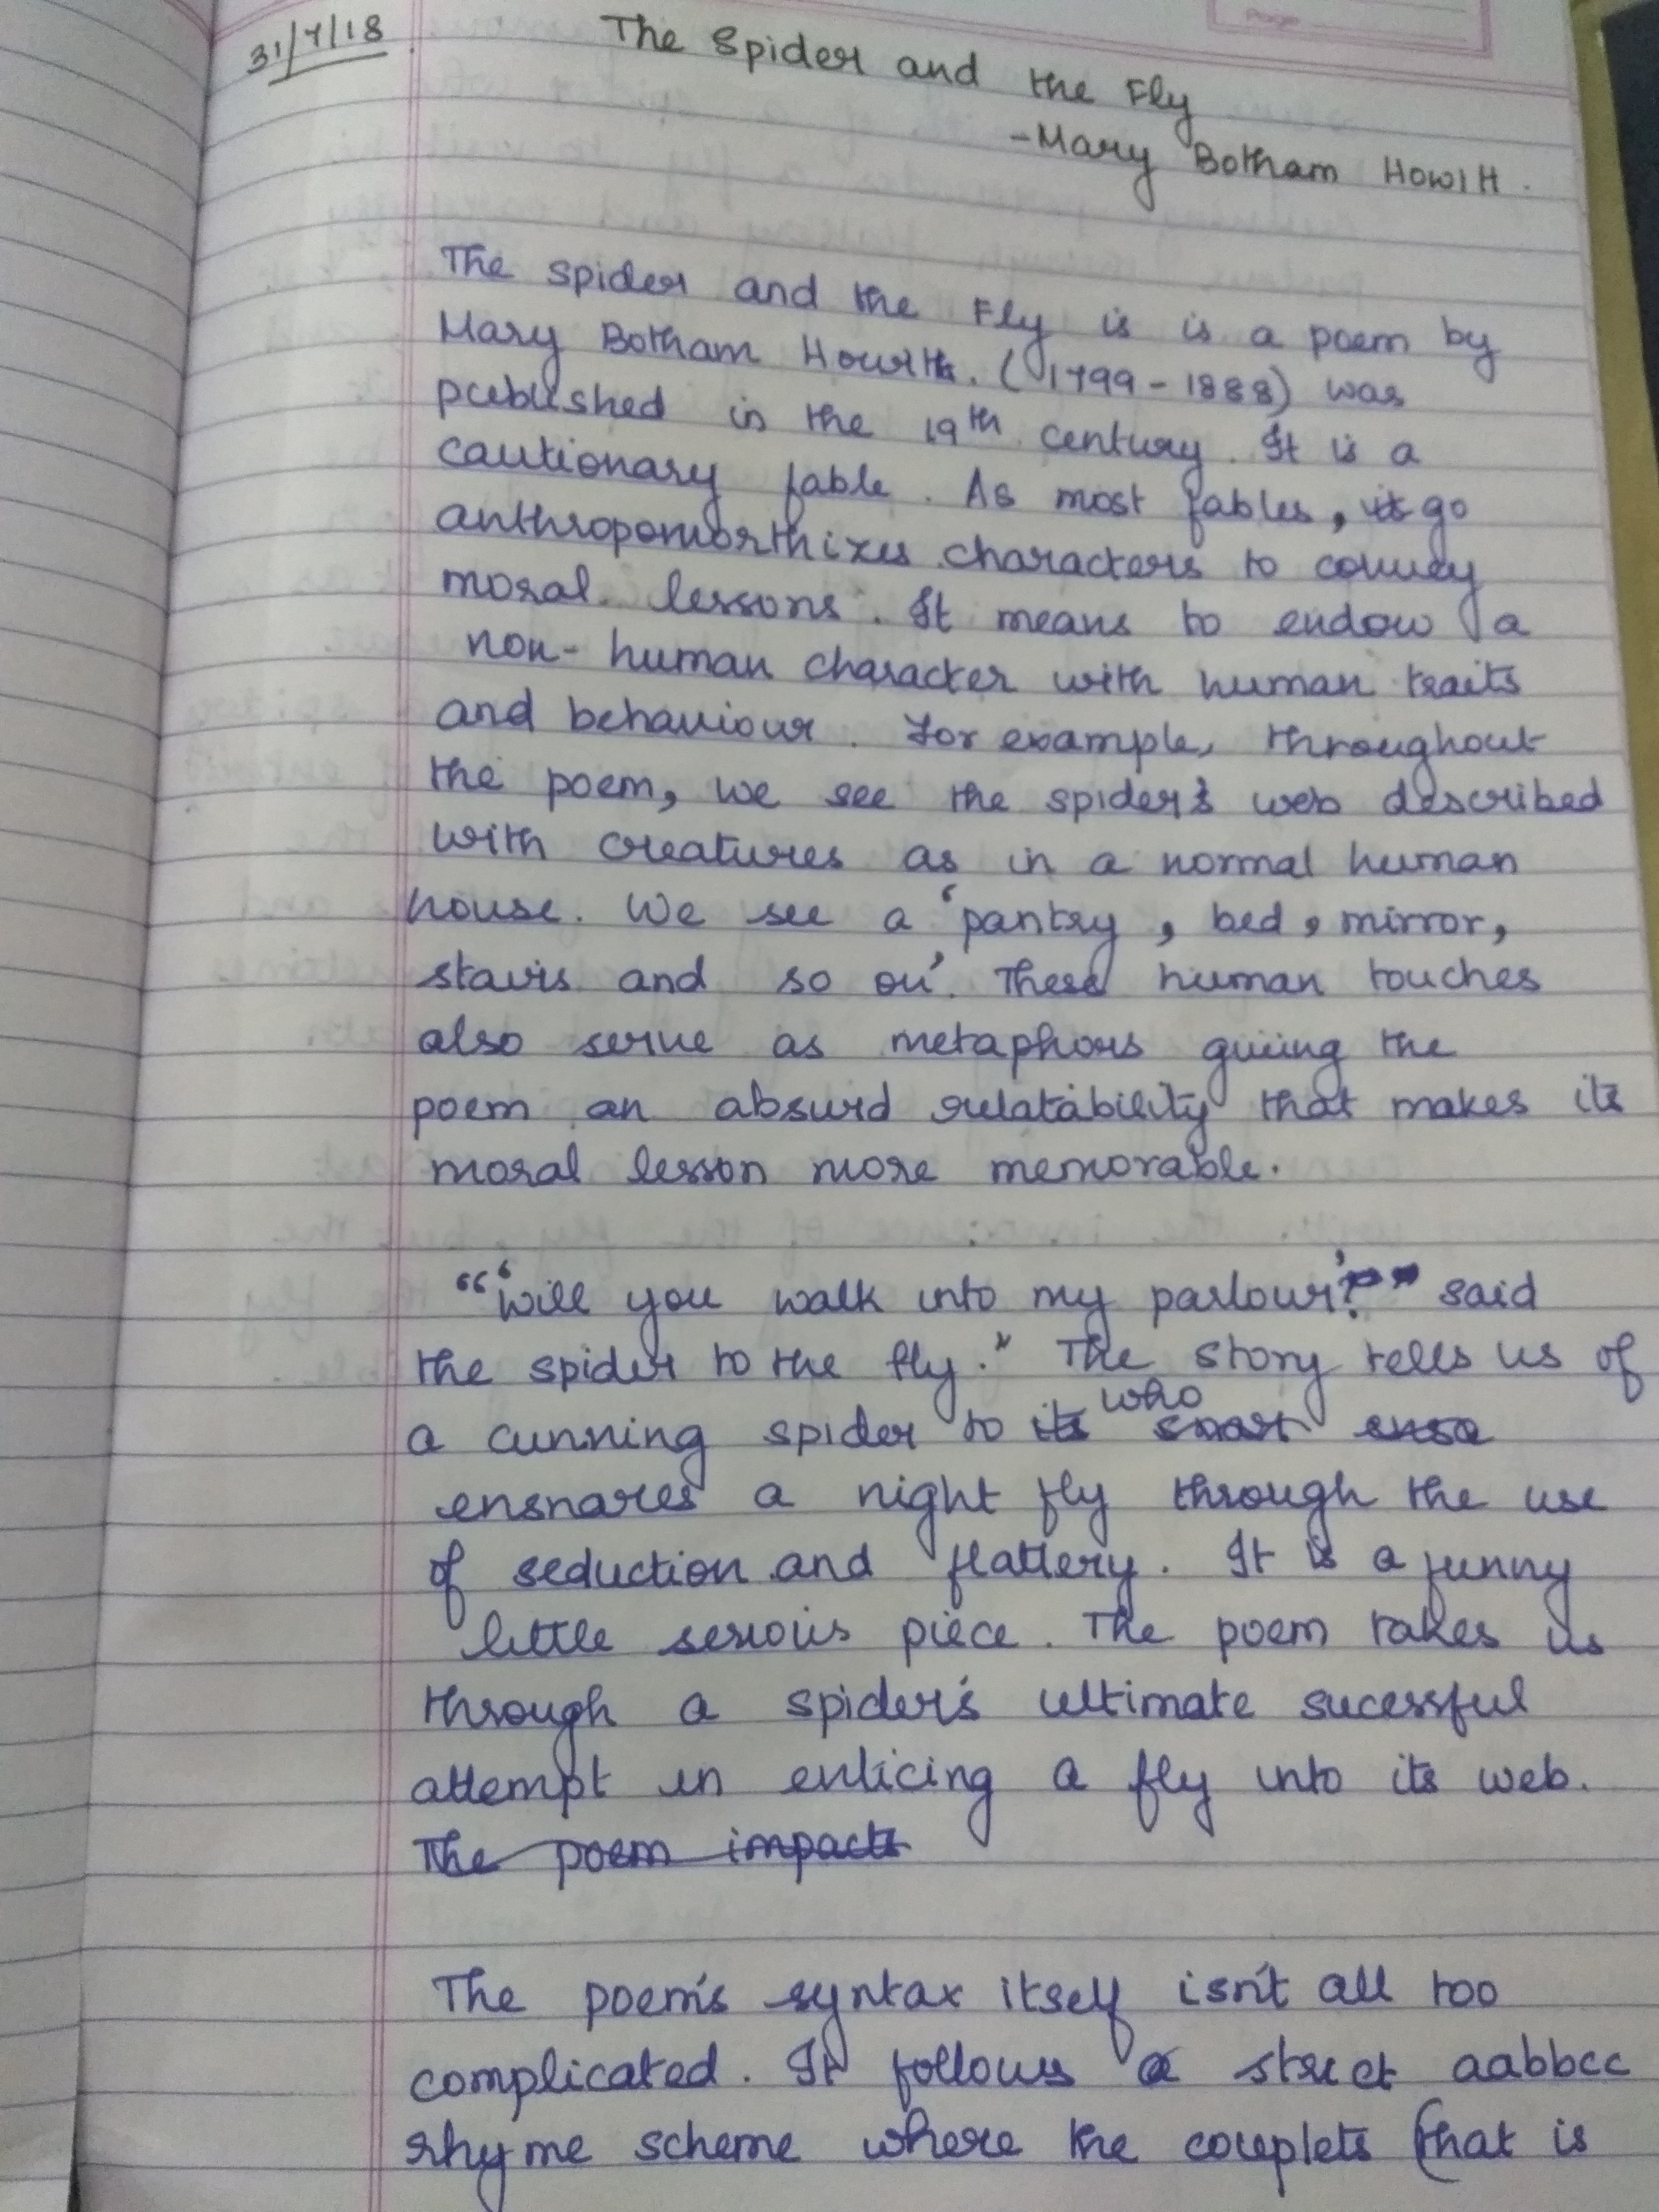 Page
31/7/18
The Spider and the Fly
-Mary Botham Howitt.
The spider and the Fly is is a poem by
Mary Botham Howitt. (1799-1888) was
published in the 19th century. It is a
cautionary fable. As most fables, it go
anthropomorthizes characters to convey
moral lessons. It means to endow a
non-human character with human traits
and behaviour. For example, throughout
the poem, we see the spider's web described
with creatures as in a normal human
house. We see a 'pantry, bed, mirror,
stairs and so on'. These human touches
also serve as metaphors giving the
poem an absurd relatability that makes its
moral lesson more memorable.
"'Will you walk into my parlour'?" said
the spider to the fly." The story tells us of
a cunning spider to its who
ensnares a night fly through the use
of seduction and flattery. It is a funny
little serious piece. The poem takes us
through a spider's ultimate sucessful
attempt in enticing a fly into its web.
The poem impacts
The poem's syntax itself isn't all too
complicated. It follows a strict aabbcc
rhyme scheme where the couplets (that is